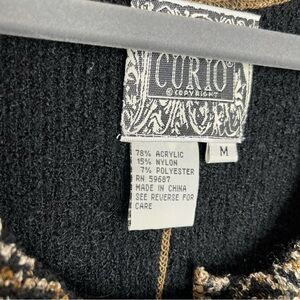 CURIO
© COPYRIGHT
78% ACRYLIC
15% NYLON
7% POLYESTER
RN 59687
MADE IN CHINA
SEE REVERSE FOR
CARE
M